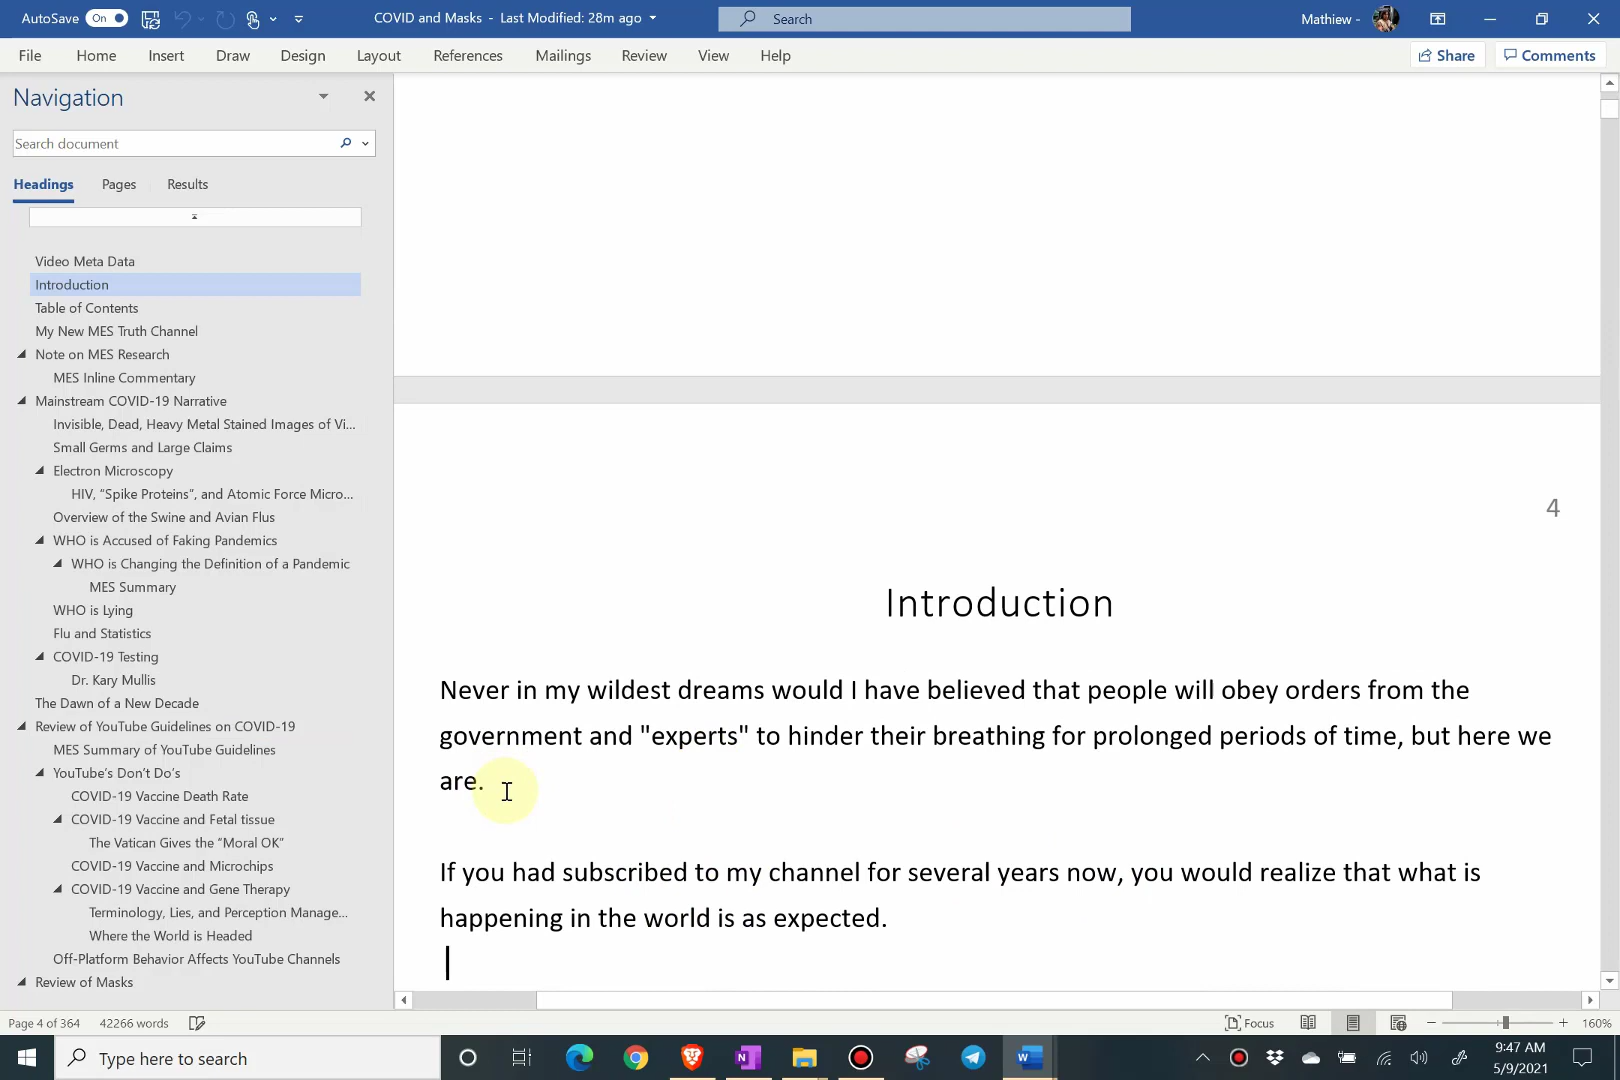 AutoSave On
COVID and Masks - Last Modified: 28m ago
Search
Mathiew -
File Home Insert Draw Design Layout References Mailings Review View Help
Share Comments
Navigation
Search document
Headings Pages Results
Video Meta Data
Introduction
Table of Contents
My New MES Truth Channel
Note on MES Research
MES Inline Commentary
Mainstream COVID-19 Narrative
Invisible, Dead, Heavy Metal Stained Images of Vi...
Small Germs and Large Claims
Electron Microscopy
HIV, "Spike Proteins", and Atomic Force Micro...
Overview of the Swine and Avian Flus
WHO is Accused of Faking Pandemics
WHO is Changing the Definition of a Pandemic
MES Summary
WHO is Lying
Flu and Statistics
COVID-19 Testing
Dr. Kary Mullis
The Dawn of a New Decade
Review of YouTube Guidelines on COVID-19
MES Summary of YouTube Guidelines
YouTube's Don't Do's
COVID-19 Vaccine Death Rate
COVID-19 Vaccine and Fetal tissue
The Vatican Gives the "Moral OK"
COVID-19 Vaccine and Microchips
COVID-19 Vaccine and Gene Therapy
Terminology, Lies, and Perception Manage...
Where the World is Headed
Off-Platform Behavior Affects YouTube Channels
Review of Masks
4
Introduction
Never in my wildest dreams would I have believed that people will obey orders from the
government and "experts" to hinder their breathing for prolonged periods of time, but here we
are.
If you had subscribed to my channel for several years now, you would realize that what is
happening in the world is as expected.
Page 4 of 364 42266 words
Focus
160%
Type here to search
9:47 AM
5/9/2021